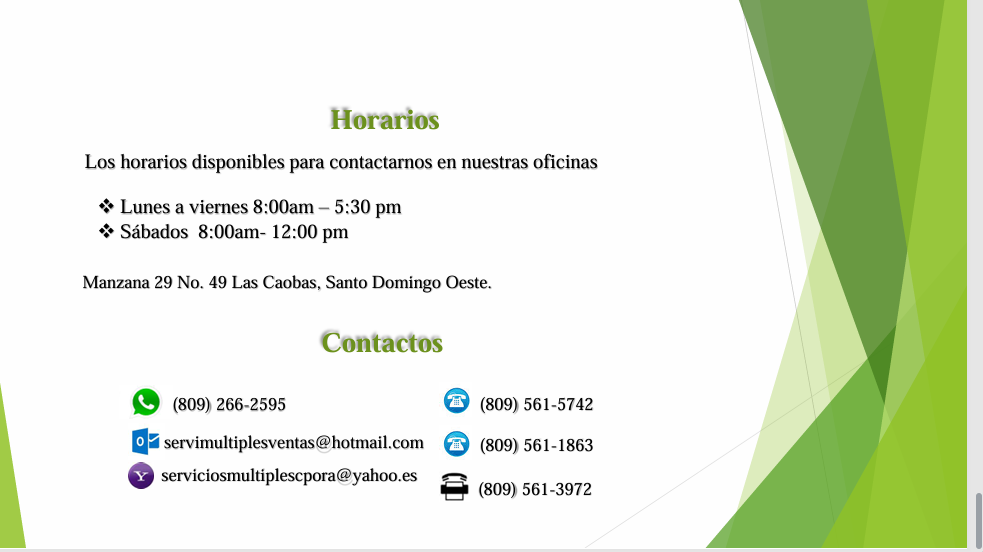 Horarios
Los horarios disponibles para contactarnos en nuestras oficinas
❖ Lunes a viernes 8:00am – 5:30 pm
❖ Sábados 8:00am- 12:00 pm
Manzana 29 No. 49 Las Caobas, Santo Domingo Oeste.
Contactos
(809) 266-2595
(809) 561-5742
servimultiplesventas@hotmail.com
(809) 561-1863
serviciosmultiplescpora@yahoo.es
(809) 561-3972